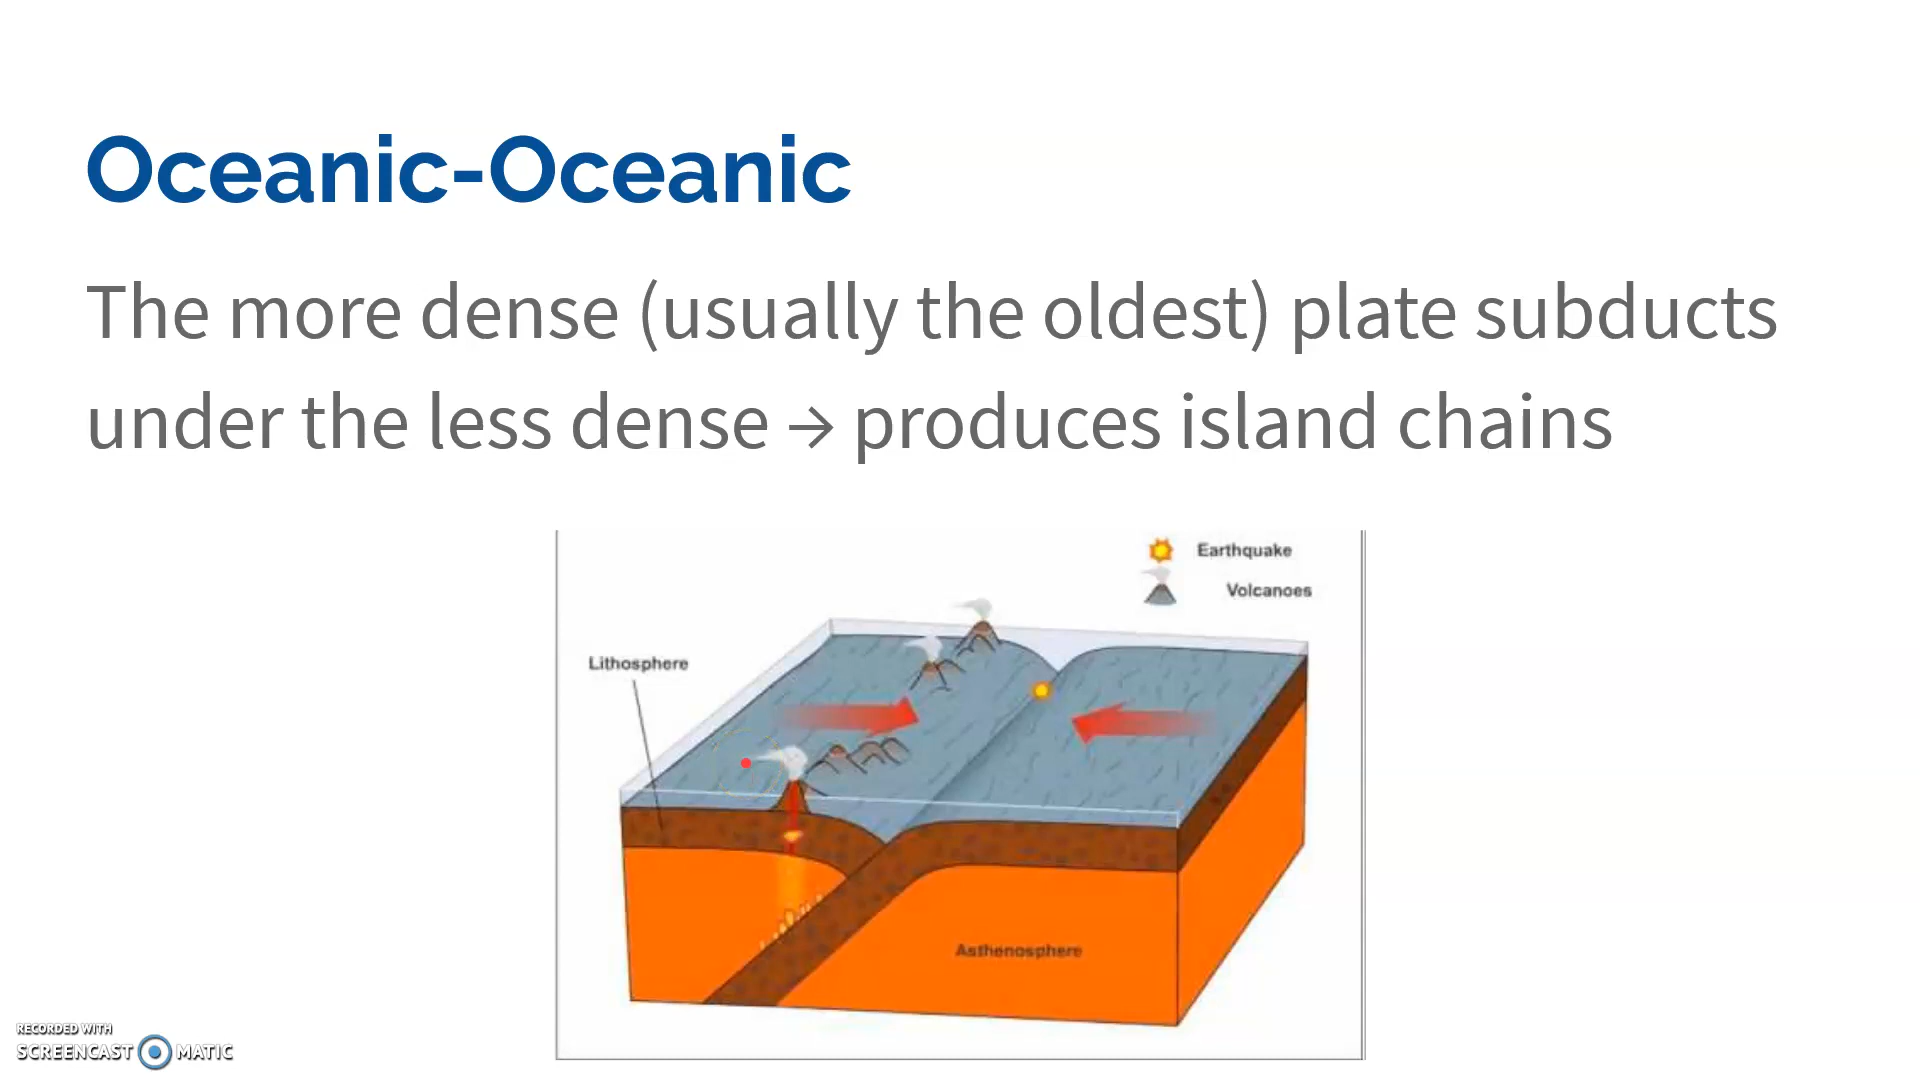 Oceanic-Oceanic
The more dense (usually the oldest) plate subducts
under the less dense → produces island chains
Earthquake
Volcanoes
Lithosphere
Asthenosphere
RECORDED WITH
SCREENCAST MATIC